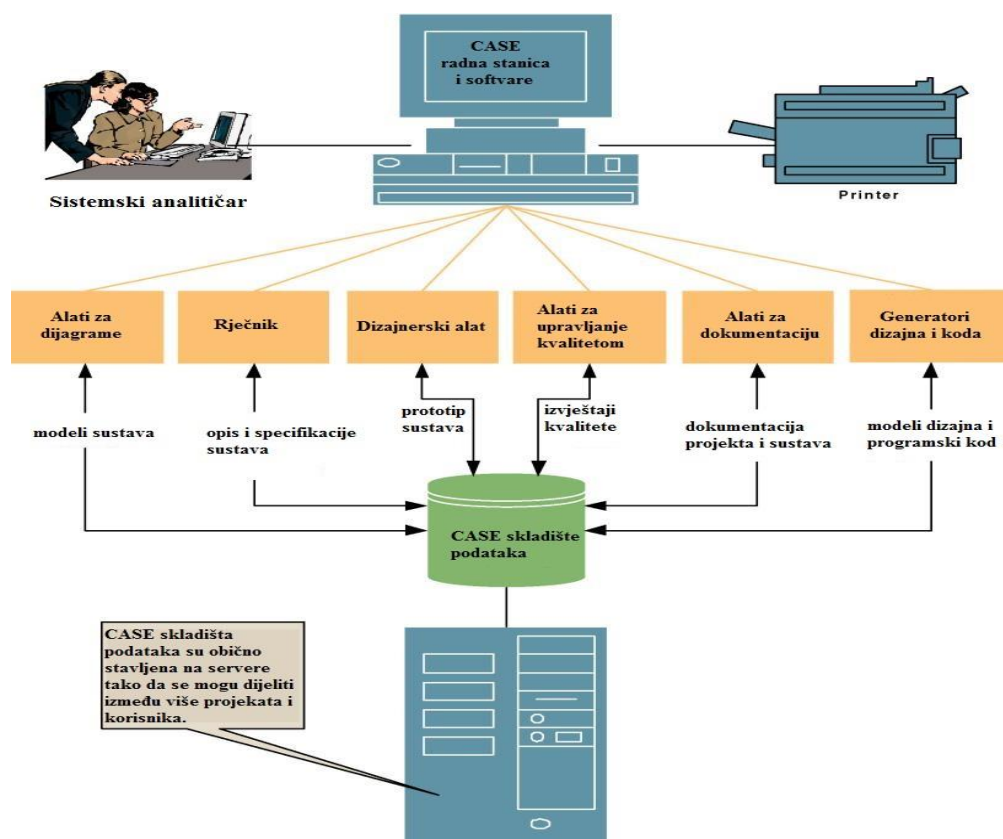 CASE
radna stanica
i software
Sistemski analitičar
Printer
Alati za
dijagrame
Rječnik
Dizajnerski alat
Alati za
upravljanje
kvalitetom
Alati za
dokumentaciju
Generatori
dizajna i koda
modeli sustava
opis i specifikacije
sustava
prototip
sustava
izvještaji
kvalitete
dokumentacija
projekta i sustava
modeli dizajna i
programski kod
CASE skladište
podataka
CASE skladišta
podataka su obično
stavljena na servere
tako da se mogu dijeliti
između više projekata i
korisnika.